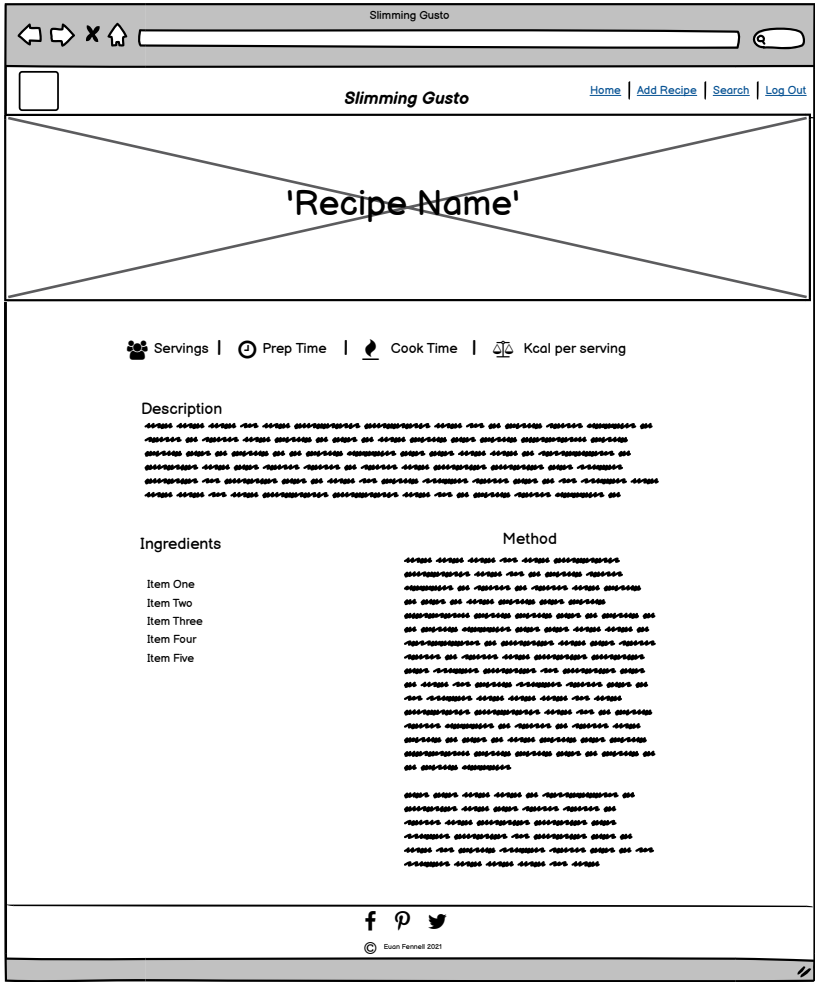 Slimming Gusto
Slimming Gusto
Home | Add Recipe | Search | Log Out
'Recipe Name'
Servings | Prep Time | Cook Time | Kcal per serving
Description
Ingredients
Method
Item One
Item Two
Item Three
Item Four
Item Five
© Euan Fennell 2021